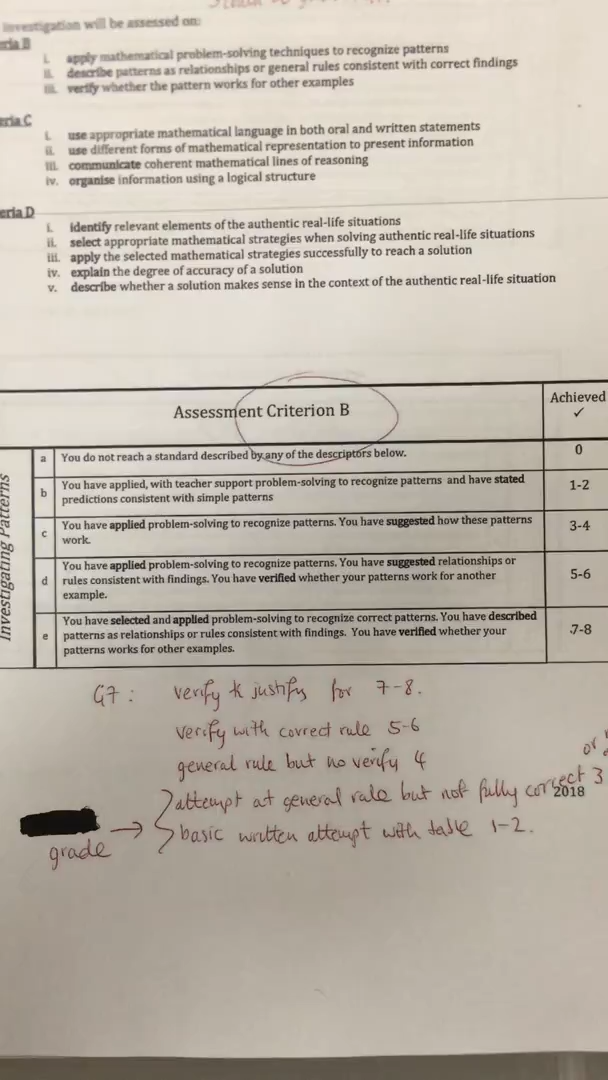 investigation will be assessed on:
i. apply mathematical problem-solving techniques to recognize patterns
ii. describe patterns as relationships or general rules consistent with correct findings
iii. verify whether the pattern works for other examples
eria C
i. use appropriate mathematical language in both oral and written statements
ii. use different forms of mathematical representation to present information
iii. communicate coherent mathematical lines of reasoning
iv. organise information using a logical structure
eria D
i. identify relevant elements of the authentic real-life situations
ii. select appropriate mathematical strategies when solving authentic real-life situations
iii. apply the selected mathematical strategies successfully to reach a solution
iv. explain the degree of accuracy of a solution
v. describe whether a solution makes sense in the context of the authentic real-life situation
Assessment Criterion B
Achieved
✓
Investigating Patterns
a You do not reach a standard described by any of the descriptors below. 0
b You have applied, with teacher support problem-solving to recognize patterns and have stated
predictions consistent with simple patterns
1-2
c You have applied problem-solving to recognize patterns. You have suggested how these patterns
work.
3-4
d You have applied problem-solving to recognize patterns. You have suggested relationships or
rules consistent with findings. You have verified whether your patterns work for another
example.
5-6
e You have selected and applied problem-solving to recognize correct patterns. You have described
patterns as relationships or rules consistent with findings. You have verified whether your
patterns works for other examples.
7-8
G7: verify & justify for 7-8.
verify with correct rule 5-6
general rule but no verify 4
or
attempt at general rule but not fully correct 3
2018
basic written attempt with table 1-2.
grade